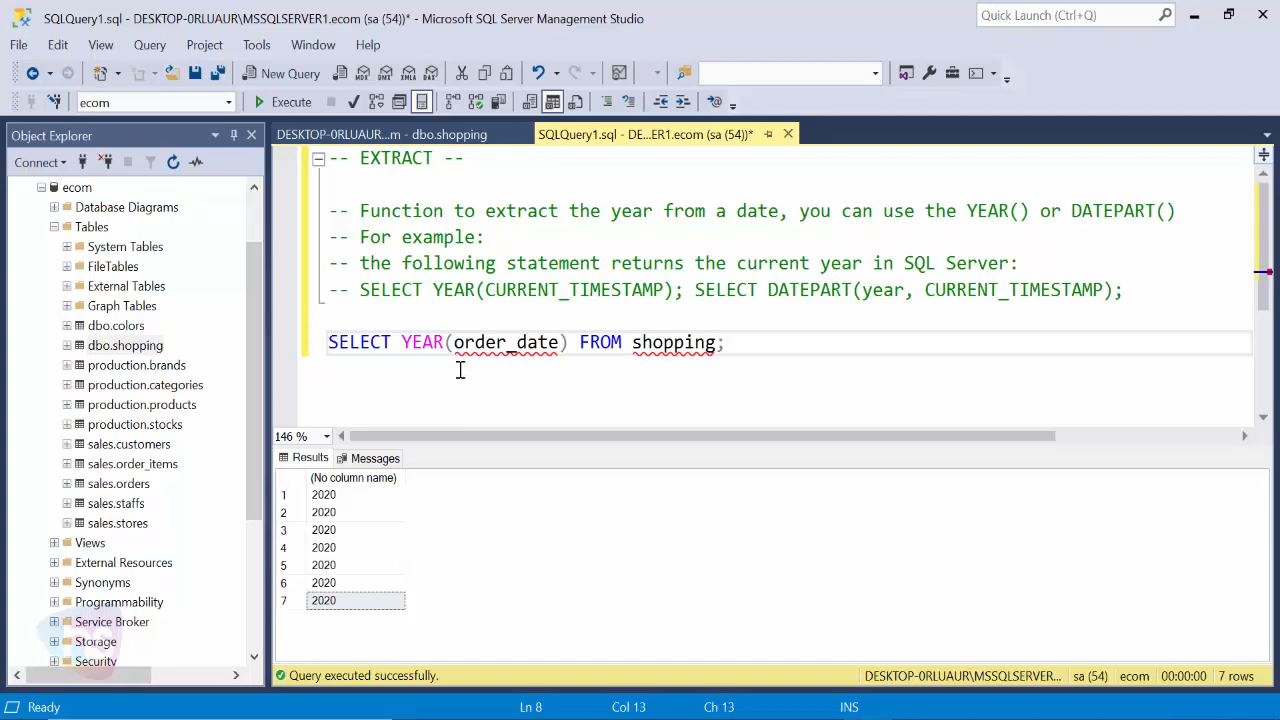 SQLQuery1.sql - DESKTOP-0RLUAUR\MSSQLSERVER1.ecom (sa (54))* - Microsoft SQL Server Management Studio
Quick Launch (Ctrl+Q)
File Edit View Query Project Tools Window Help
New Query
MDX DMX XMLA DAX
ecom
Execute
Object Explorer
DESKTOP-0RLUAUR...m - dbo.shopping
SQLQuery1.sql - DE...ER1.ecom (sa (54))*
Connect
ecom
Database Diagrams
Tables
System Tables
FileTables
External Tables
Graph Tables
dbo.colors
dbo.shopping
production.brands
production.categories
production.products
production.stocks
sales.customers
sales.order_items
sales.orders
sales.staffs
sales.stores
Views
External Resources
Synonyms
Programmability
Service Broker
Storage
Security
-- EXTRACT --
-- Function to extract the year from a date, you can use the YEAR() or DATEPART()
-- For example:
-- the following statement returns the current year in SQL Server:
-- SELECT YEAR(CURRENT_TIMESTAMP); SELECT DATEPART(year, CURRENT_TIMESTAMP);
SELECT YEAR(order_date) FROM shopping;
146 %
Results Messages
(No column name)
1 2020
2 2020
3 2020
4 2020
5 2020
6 2020
7 2020
Query executed successfully.
DESKTOP-0RLUAUR\MSSQLSERVER... sa (54) ecom 00:00:00 7 rows
Ready
Ln 8 Col 13 Ch 13 INS